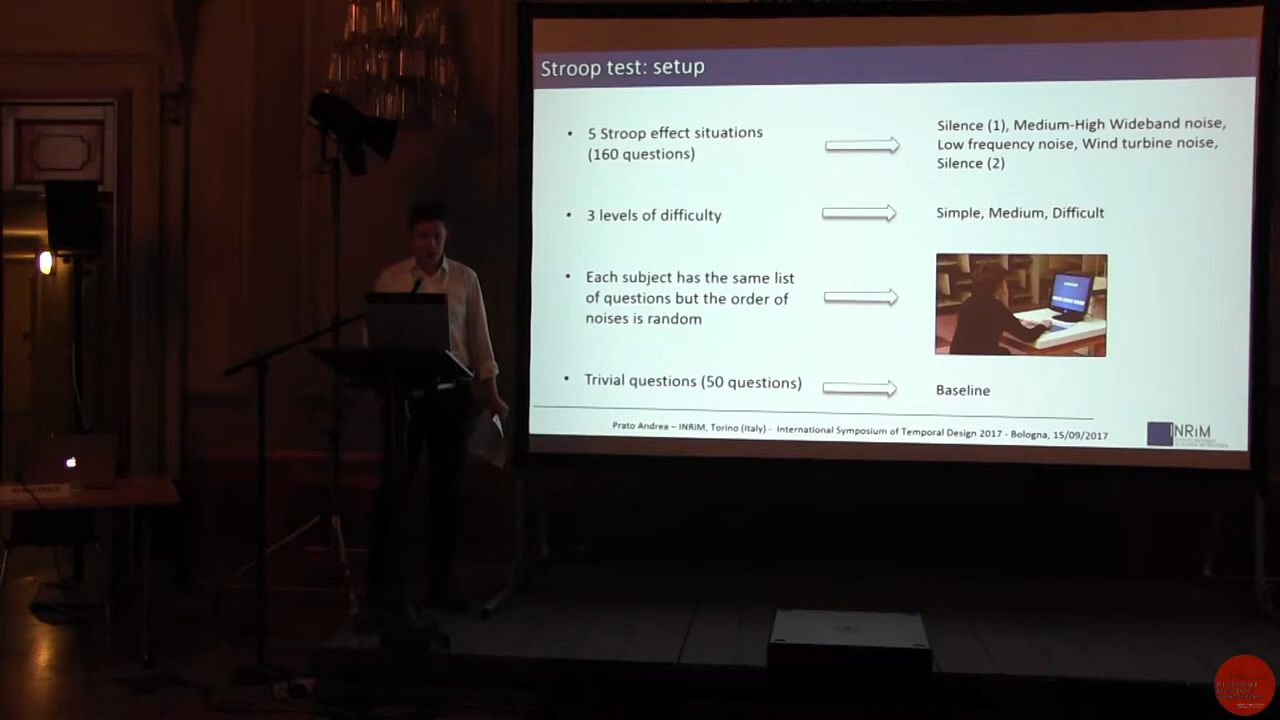 Stroop test: setup
• 5 Stroop effect situations
(160 questions)
Silence (1), Medium-High Wideband noise,
Low frequency noise, Wind turbine noise,
Silence (2)
• 3 levels of difficulty
Simple, Medium, Difficult
• Each subject has the same list
of questions but the order of
noises is random
• Trivial questions (50 questions)
Baseline
Prato Andrea – INRiM, Torino (Italy) - International Symposium of Temporal Design 2017 - Bologna, 15/09/2017
INRiM